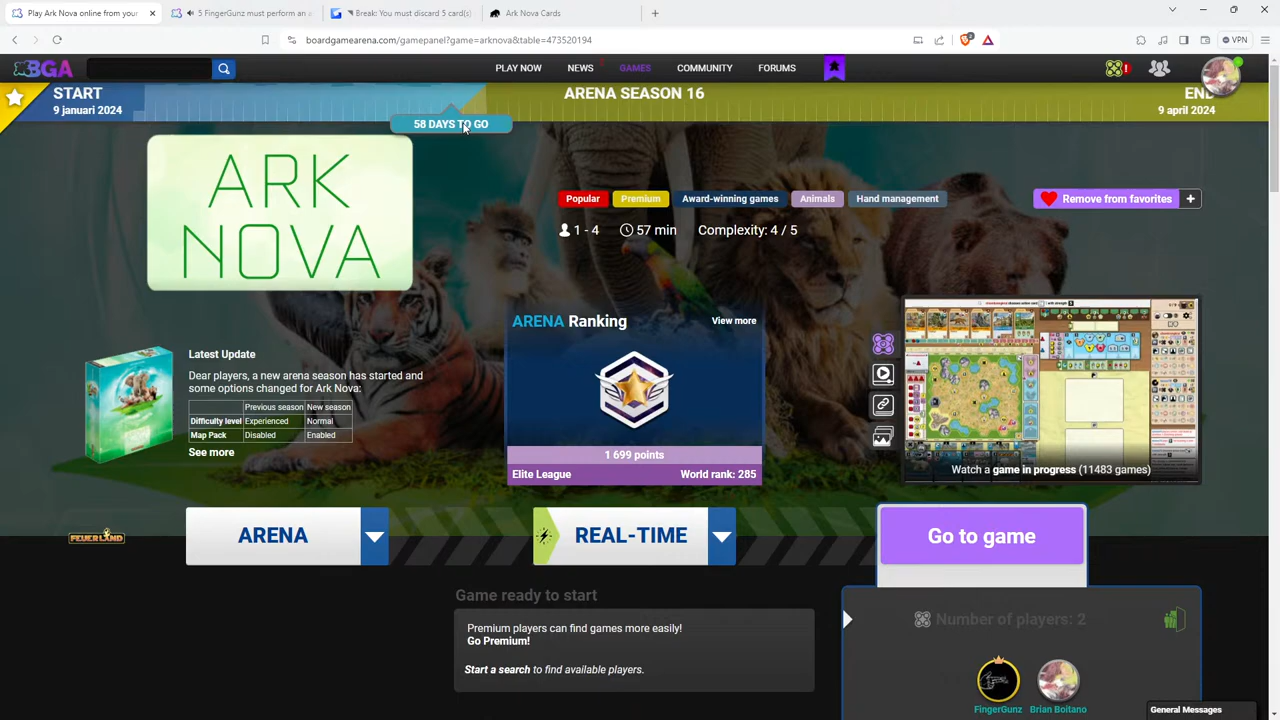 Play Ark Nova online from your
5 FingerGunz must perform an a
Break: You must discard 5 card(s)
Ark Nova Cards
boardgamearena.com/gamepanel?game=arknova&table=473520194
VPN
BGA
PLAY NOW
NEWS
GAMES
COMMUNITY
FORUMS
START
9 januari 2024
ARENA SEASON 16
END
9 april 2024
58 DAYS TO GO
ARK
NOVA
Popular
Premium
Award-winning games
Animals
Hand management
Remove from favorites
1 - 4
57 min
Complexity: 4 / 5
ARENA Ranking
View more
Latest Update
Dear players, a new arena season has started and
some options changed for Ark Nova:
Previous season New season
Difficulty level Experienced Normal
Map Pack Disabled Enabled
See more
1 699 points
Elite League
World rank: 285
Watch a game in progress (11483 games)
FEUERLAND
ARENA
REAL-TIME
Go to game
Game ready to start
Premium players can find games more easily!
Go Premium!
Start a search to find available players.
Number of players: 2
FingerGunz
Brian Boitano
General Messages